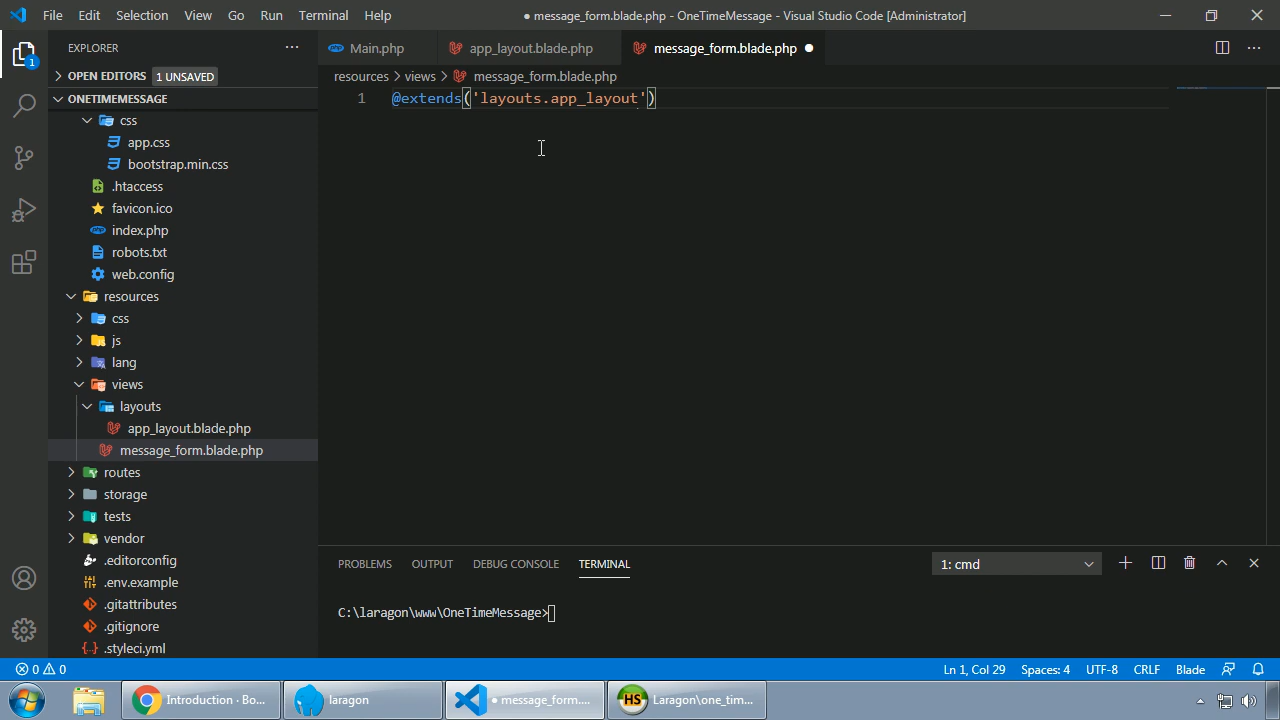 File Edit Selection View Go Run Terminal Help
● message_form.blade.php - OneTimeMessage - Visual Studio Code [Administrator]
1
EXPLORER
Main.php
app_layout.blade.php
message_form.blade.php
OPEN EDITORS 1 UNSAVED
resources > views > message_form.blade.php
ONETIMEMESSAGE
1 @extends('layouts.app_layout')
css
app.css
bootstrap.min.css
.htaccess
favicon.ico
index.php
robots.txt
web.config
resources
css
js
lang
views
layouts
app_layout.blade.php
message_form.blade.php
routes
storage
tests
vendor
.editorconfig
.env.example
.gitattributes
.gitignore
.styleci.yml
PROBLEMS OUTPUT DEBUG CONSOLE TERMINAL
1: cmd
C:\laragon\www\OneTimeMessage>
0 0
Ln 1, Col 29 Spaces: 4 UTF-8 CRLF Blade
Introduction · Bo...
laragon
● message_form....
HS
Laragon\one_tim...